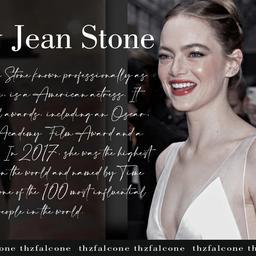 Jean Stone
Stone known professionally as
is a American actress. It
awards, including an Oscar,
Academy Film Award and a
In 2017, she was the highest
in the world and named by Time
one of the 100 most influential
people in the world.
thzfalcone thzfalcone thzfalcone